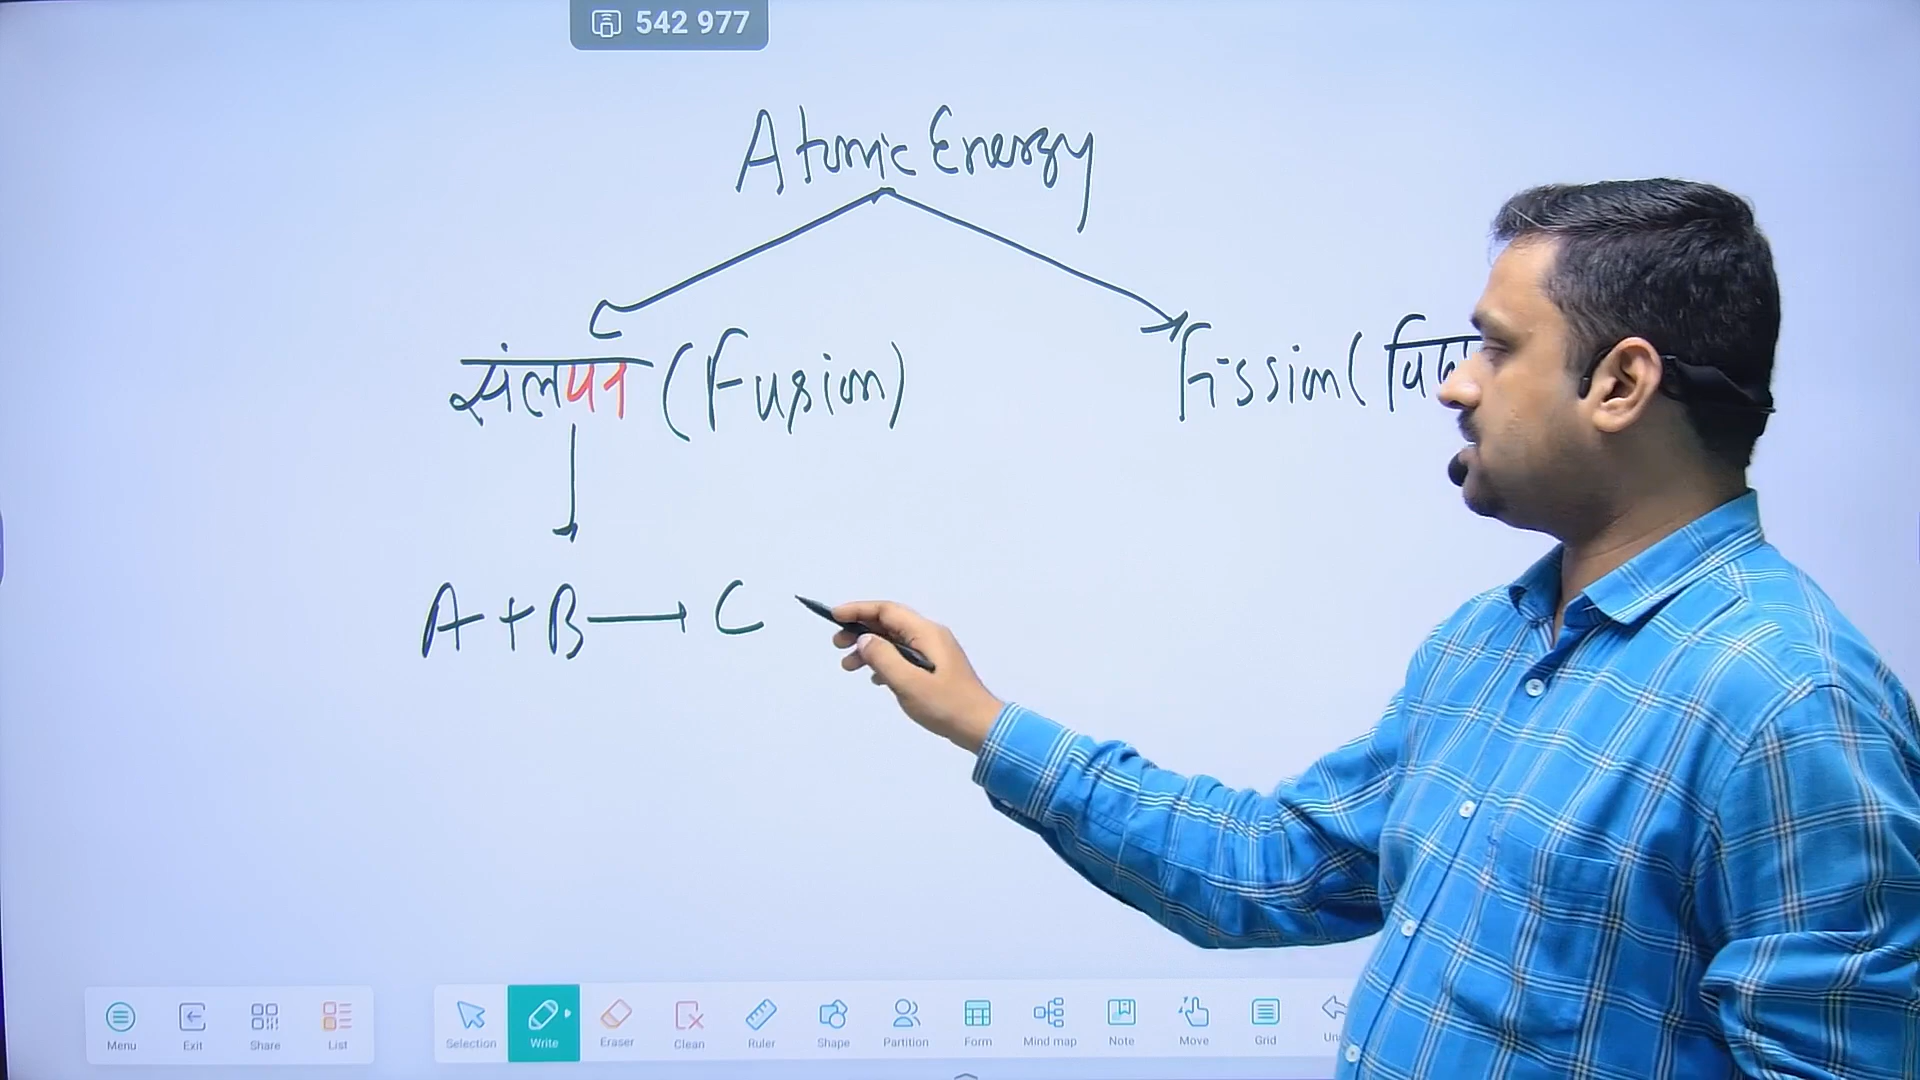 542 977
Atomic Energy
संलयन (Fusion)
Fission (
A + B → C
Menu Exit Share List Selection Write Eraser Clean Ruler Shape Partition Form Mind map Note Move Grid